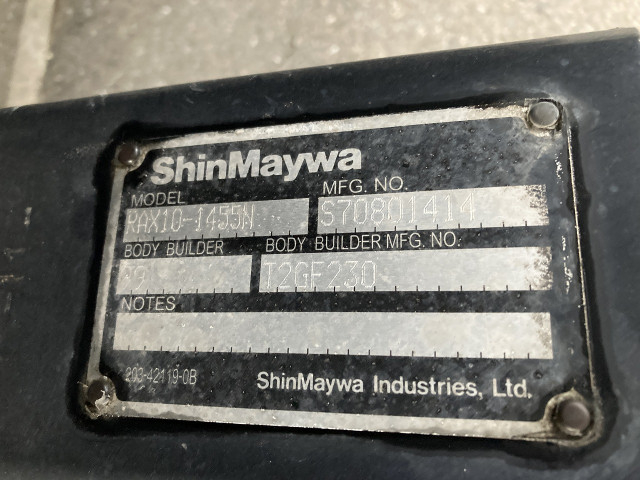 ShinMaywa
MODEL MFG. NO.
RAX10-1455N S70801414
BODY BUILDER BODY BUILDER MFG. NO.
T2GF230
NOTES
203-42119-0B ShinMaywa Industries, Ltd.